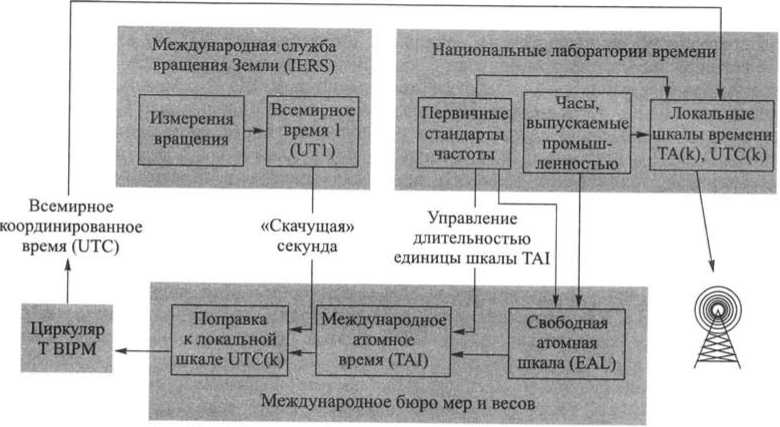 Международная служба
вращения Земли (IERS)
Национальные лаборатории времени
Измерения
вращения
Всемирное
время 1
(UT1)
Первичные
стандарты
частоты
Часы,
выпускаемые
промыш-
ленностью
Локальные
шкалы времени
TA(k), UTC(k)
Всемирное
координированное
время (UTC)
«Скачущая»
секунда
Управление
длительностью
единицы шкалы TAI
Циркуляр
T BIPM
Поправка
к локальной
шкале UTC(k)
Международное
атомное
время (TAI)
Свободная
атомная
шкала (EAL)
Международное бюро мер и весов